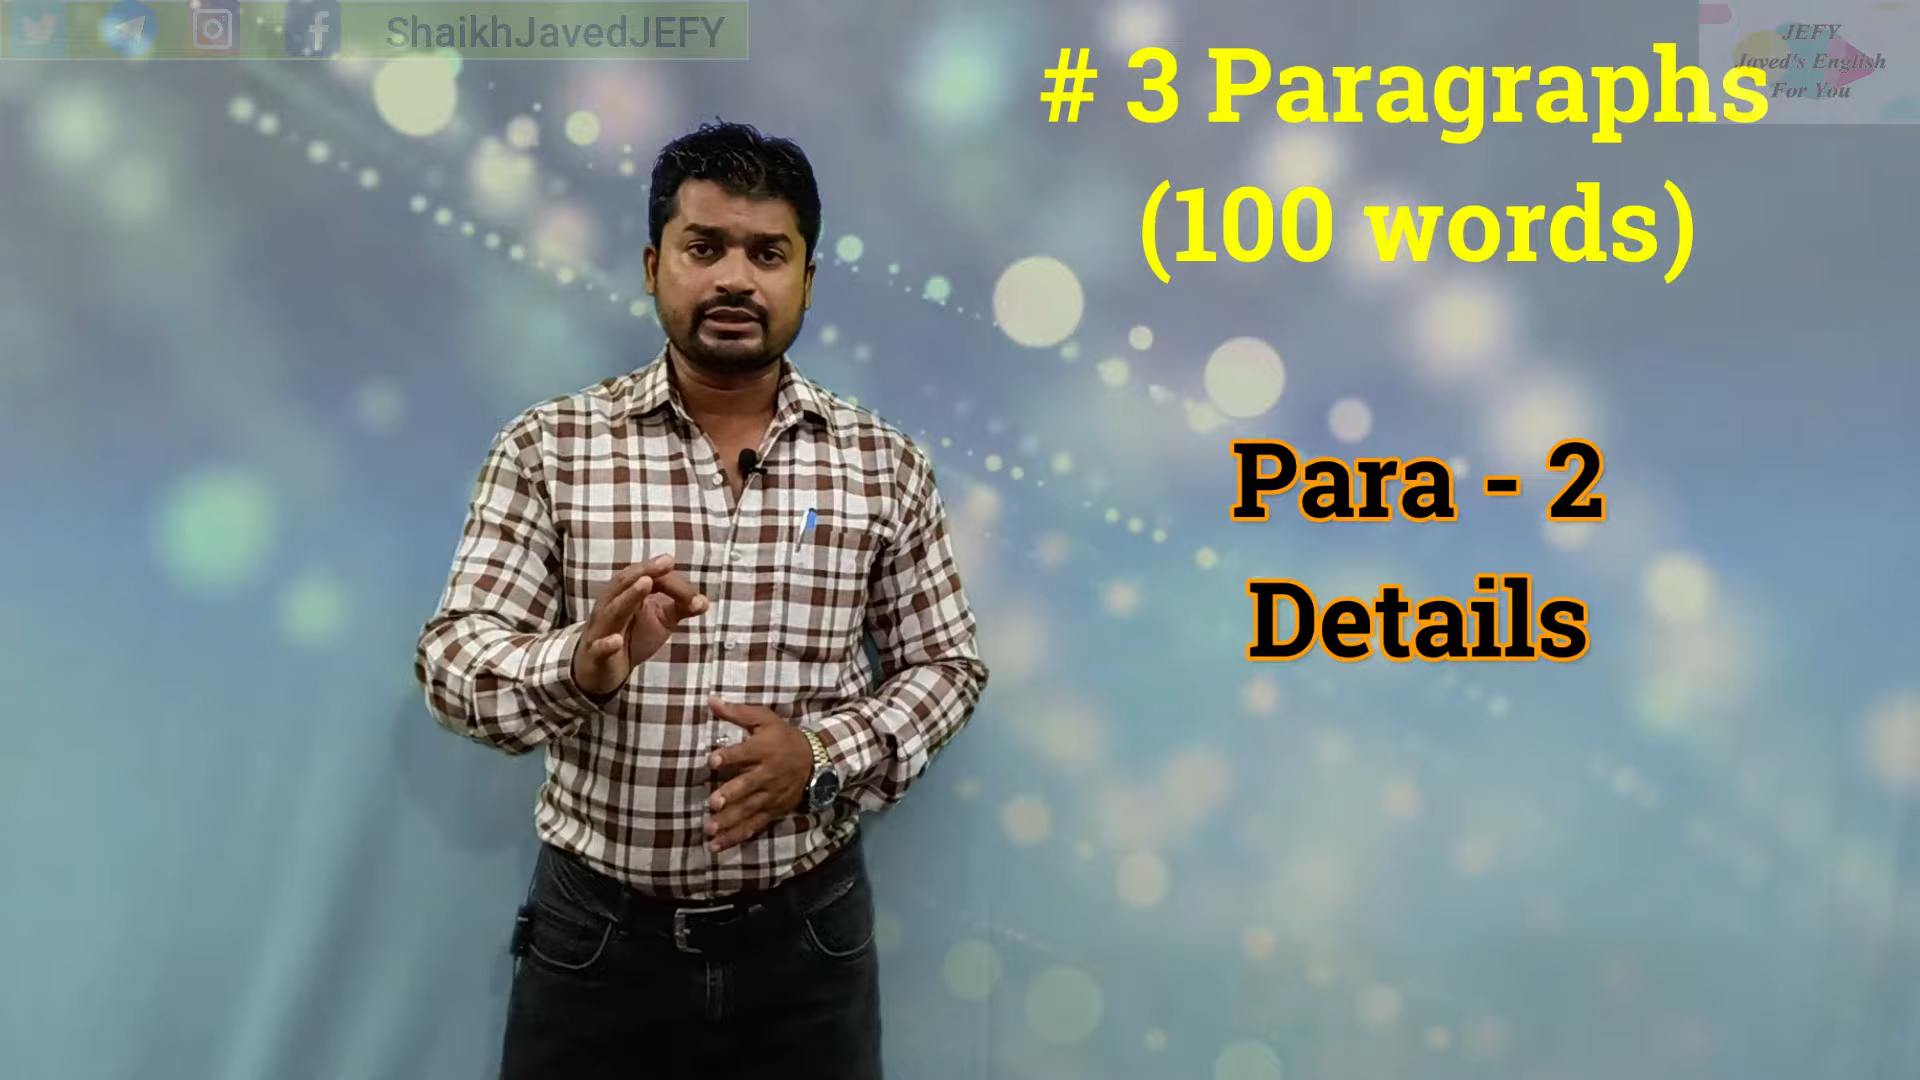 ShaikhJavedJEFY
# 3 Paragraphs
(100 words)
JEFY
Javed's English
For You
Para - 2
Details